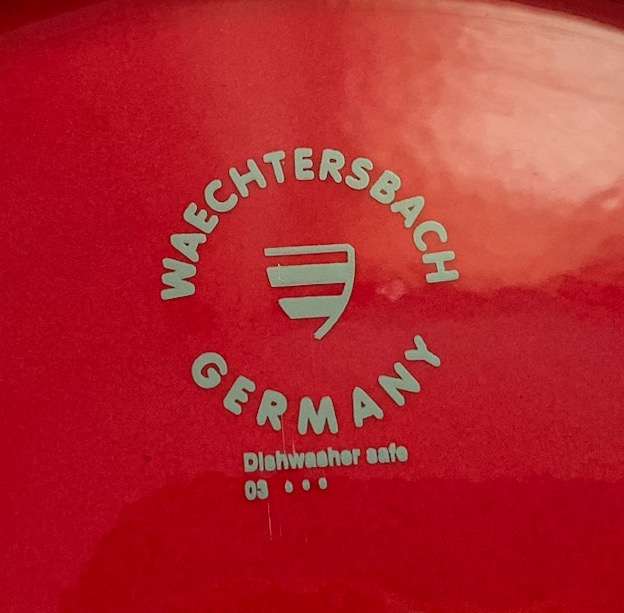 WAECHTERSBACH
GERMANY
Dishwasher safe
03 • • •